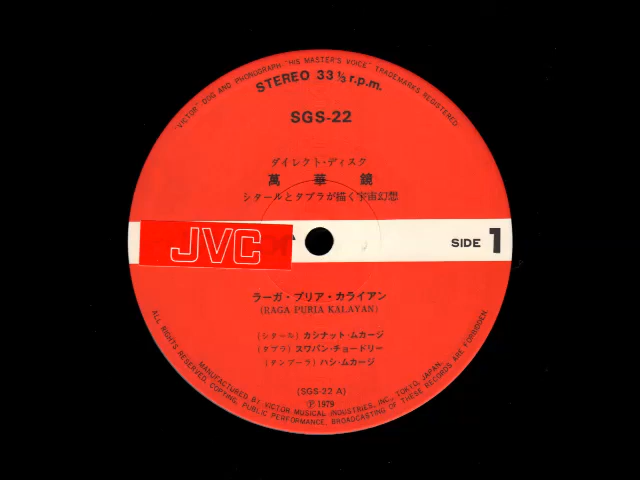 "VICTOR" DOG AND PHONOGRAPH "HIS MASTER'S VOICE" TRADEMARKS REGISTERED
STEREO 33⅓ r.p.m.
SGS-22
ダイレクト・ディスク
萬華鏡
シタールとタブラが描く宇宙幻想
JVC
SIDE 1
ラーガ・プリア・カライアン
(RAGA PURIA KALAYAN)
(シタール) カシナット・ムカージ
(タブラ) スワパン・チョードリー
(タンブーラ) ハシ・ムカージ
(SGS-22 A)
Ⓟ 1979
MANUFACTURED BY VICTOR MUSICAL INDUSTRIES, INC., TOKYO, JAPAN.
ALL RIGHTS RESERVED. COPYING, PUBLIC PERFORMANCE, BROADCASTING OF THESE RECORDS ARE FORBIDDEN.